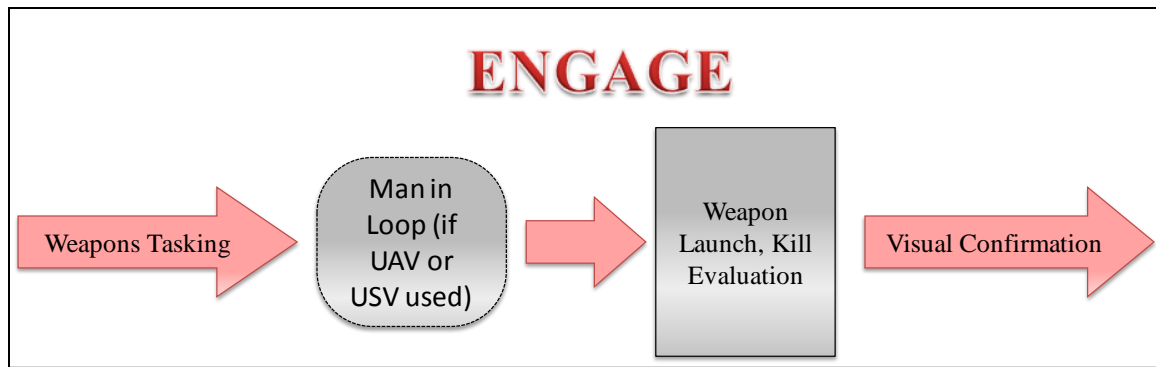 ENGAGE
Weapons Tasking
Man in
Loop (if
UAV or
USV used)
Weapon
Launch, Kill
Evaluation
Visual Confirmation